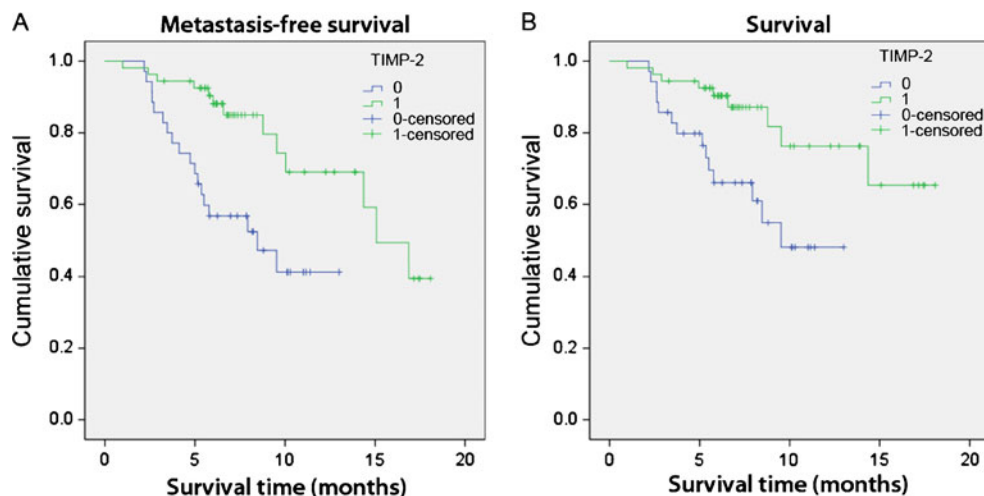 A
Metastasis-free survival
TIMP-2
0
1
0-censored
1-censored
Cumulative survival
1.0
0.8
0.6
0.4
0.2
0.0
0 5 10 15 20
Survival time (months)
B
Survival
TIMP-2
0
1
0-censored
1-censored
Cumulative survival
1.0
0.8
0.6
0.4
0.2
0.0
0 5 10 15 20
Survival time (months)